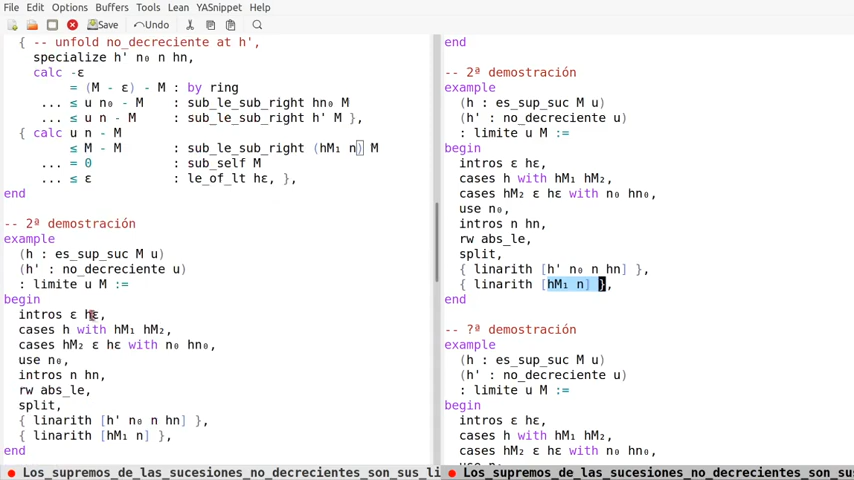 File Edit Options Buffers Tools Lean YASnippet Help
Save Undo
{ -- unfold no_decreciente at h',
specialize h' n₀ n hn,
calc -ε
= (M - ε) - M : by ring
... ≤ u n₀ - M : sub_le_sub_right hn₀ M
... ≤ u n - M : sub_le_sub_right h' M },
{ calc u n - M
≤ M - M : sub_le_sub_right (hM₁ n) M
... = 0 : sub_self M
... ≤ ε : le_of_lt hε, },
end
-- 2ª demostración
example
(h : es_sup_suc M u)
(h' : no_decreciente u)
: limite u M :=
begin
intros ε hε,
cases h with hM₁ hM₂,
cases hM₂ ε hε with n₀ hn₀,
use n₀,
intros n hn,
rw abs_le,
split,
{ linarith [h' n₀ n hn] },
{ linarith [hM₁ n] },
end
Los_supremos_de_las_sucesiones_no_decrecientes_son_sus_li
end
-- 2ª demostración
example
(h : es_sup_suc M u)
(h' : no_decreciente u)
: limite u M :=
begin
intros ε hε,
cases h with hM₁ hM₂,
cases hM₂ ε hε with n₀ hn₀,
use n₀,
intros n hn,
rw abs_le,
split,
{ linarith [h' n₀ n hn] },
{ linarith [hM₁ n] },
end
-- ?ª demostración
example
(h : es_sup_suc M u)
(h' : no_decreciente u)
: limite u M :=
begin
intros ε hε,
cases h with hM₁ hM₂,
cases hM₂ ε hε with n₀ hn₀,
Los_supremos_de_las_sucesiones_no_decrecientes_son_sus